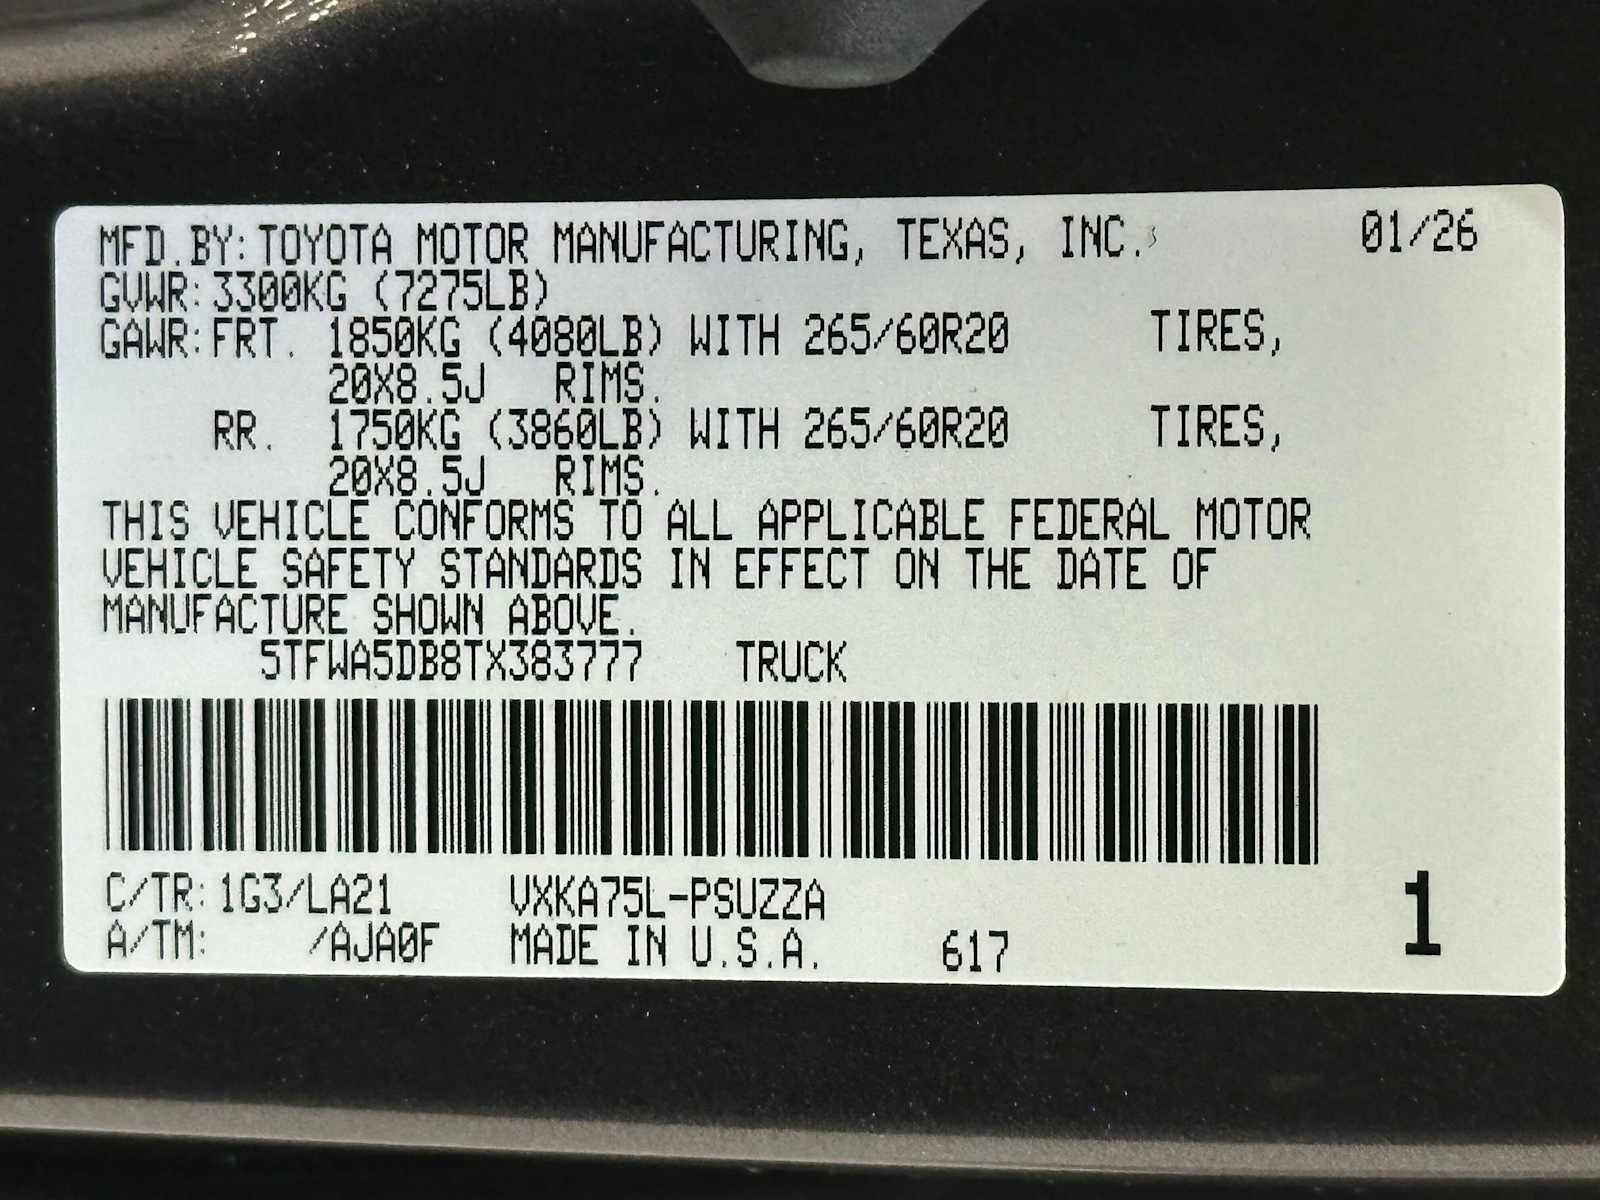 MFD.BY:TOYOTA MOTOR MANUFACTURING, TEXAS, INC. 01/26
GVWR:3300KG (7275LB)
GAWR:FRT. 1850KG (4080LB) WITH 265/60R20 TIRES,
20X8.5J RIMS.
RR. 1750KG (3860LB) WITH 265/60R20 TIRES,
20X8.5J RIMS.
THIS VEHICLE CONFORMS TO ALL APPLICABLE FEDERAL MOTOR
VEHICLE SAFETY STANDARDS IN EFFECT ON THE DATE OF
MANUFACTURE SHOWN ABOVE.
5TFWA5DB8TX383777 TRUCK
C/TR:1G3/LA21 VXKA75L-PSUZZA
A/TM: /AJA0F MADE IN U.S.A. 617
1